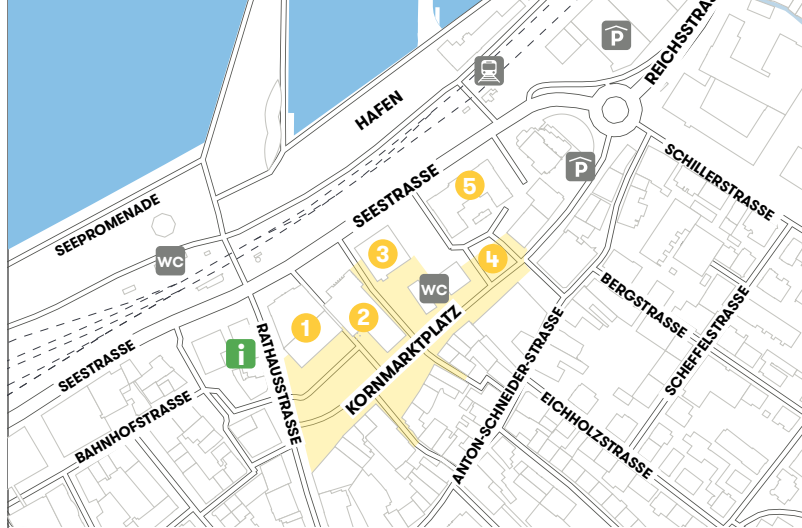 P
REICHSSTRA
HAFEN
SCHILLERSTRASSE
P
SEESTRASSE
5
SEEPROMENADE
WC
3
4
WC
BERGSTRASSE
SCHEFFELSTRASSE
1
2
KORNMARKTPLATZ
i
RATHAUSSTRASSE
SEESTRASSE
BAHNHOFSTRASSE
ANTON-SCHNEIDER-STRASSE
EICHHOLZSTRASSE